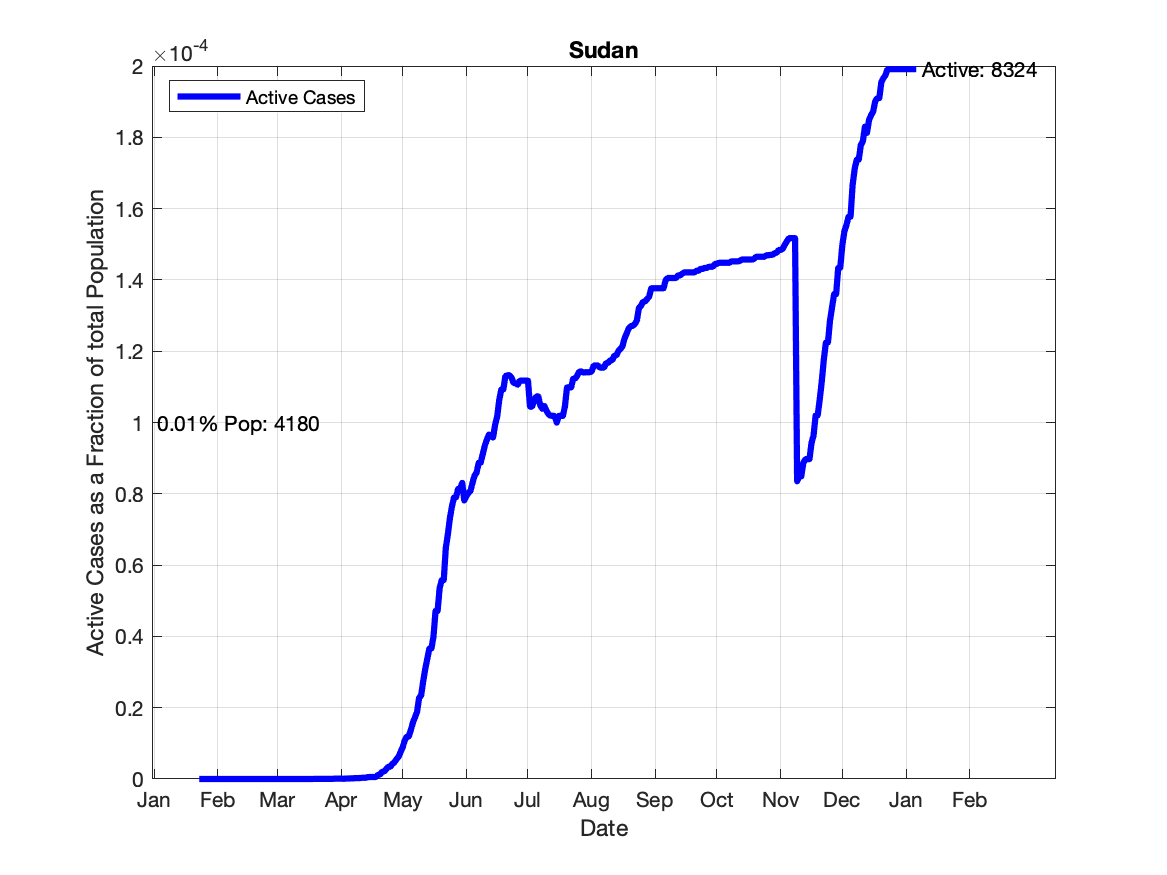 Sudan
×10^-4
2
Active: 8324
Active Cases
1.8
1.6
1.4
1.2
1
0.01% Pop: 4180
0.8
0.6
0.4
0.2
0
Active Cases as a Fraction of total Population
Jan Feb Mar Apr May Jun Jul Aug Sep Oct Nov Dec Jan Feb
Date